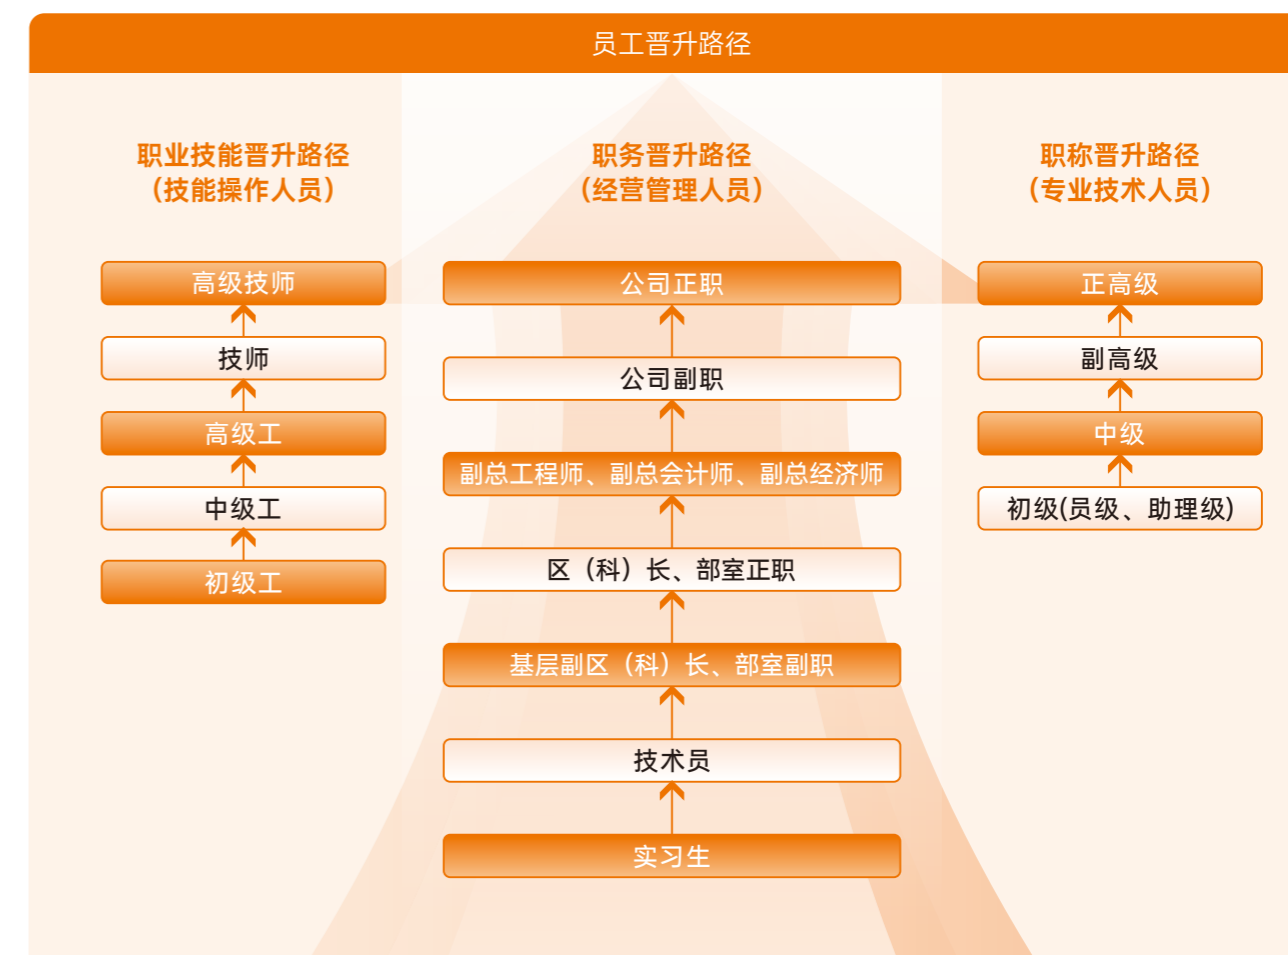 员工晋升路径
职业技能晋升路径
（技能操作人员）
高级技师
技师
高级工
中级工
初级工
职务晋升路径
（经营管理人员）
公司正职
公司副职
副总工程师、副总会计师、副总经济师
区（科）长、部室正职
基层副区（科）长、部室副职
技术员
实习生
职称晋升路径
（专业技术人员）
正高级
副高级
中级
初级(员级、助理级)